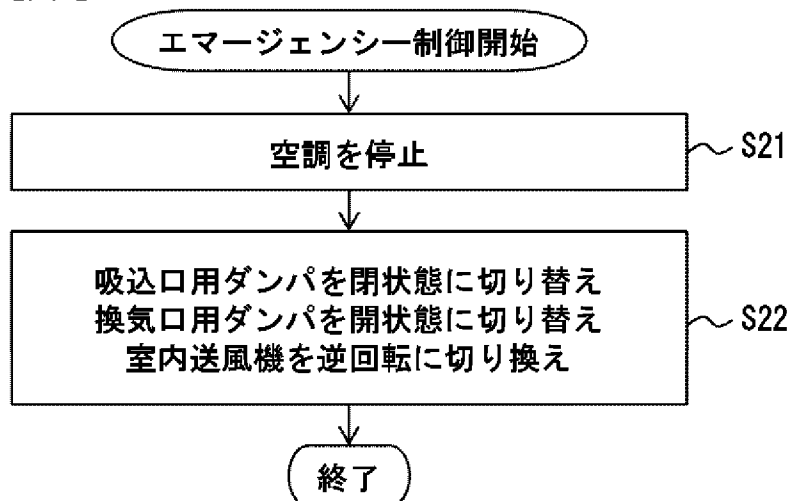 エマージェンシー制御開始
空調を停止
S21
吸込口用ダンパを閉状態に切り替え
換気口用ダンパを開状態に切り替え
室内送風機を逆回転に切り換え
S22
終了